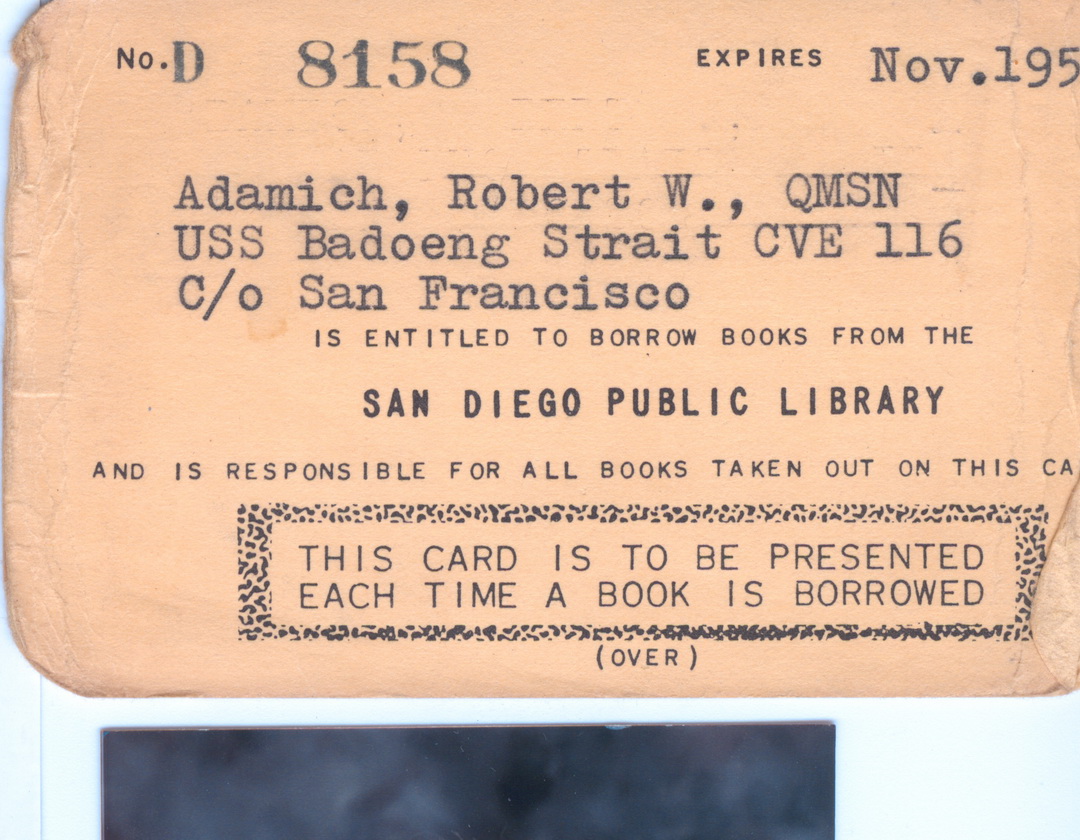 No. D 8158 EXPIRES Nov.195
Adamich, Robert W., QMSN
USS Badoeng Strait CVE 116
C/o San Francisco
IS ENTITLED TO BORROW BOOKS FROM THE
SAN DIEGO PUBLIC LIBRARY
AND IS RESPONSIBLE FOR ALL BOOKS TAKEN OUT ON THIS CA
THIS CARD IS TO BE PRESENTED
EACH TIME A BOOK IS BORROWED
(OVER)